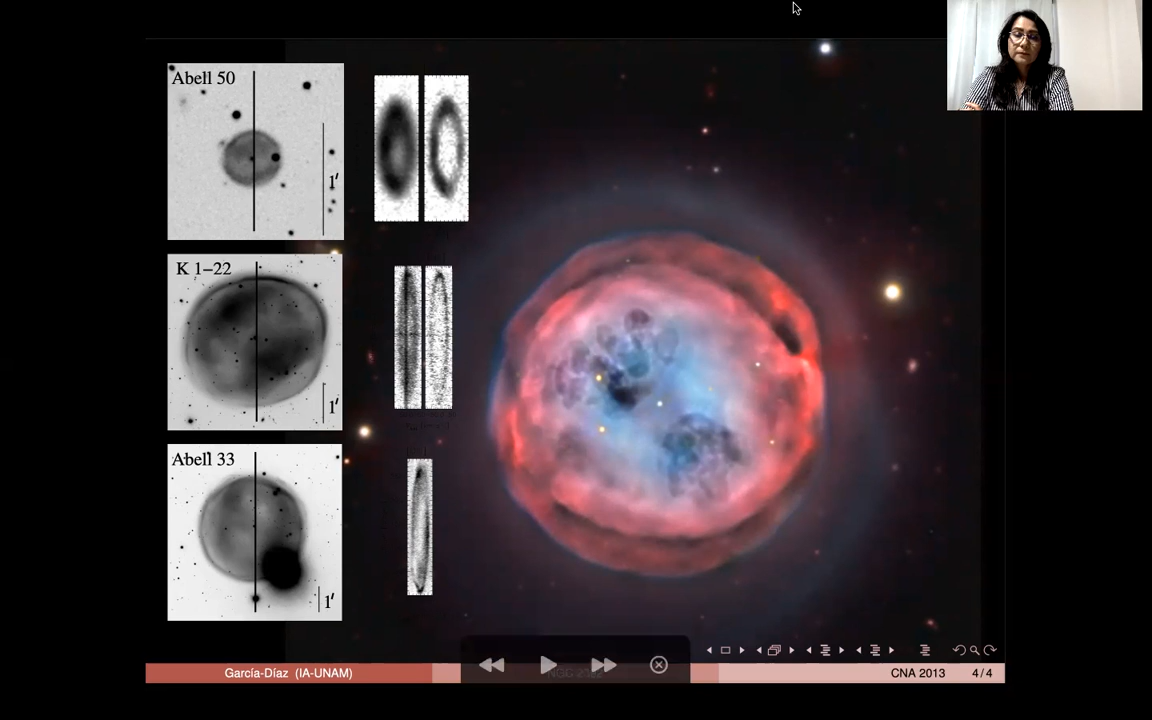 Abell 50
1′
K 1−22
1′
Abell 33
1′
García-Díaz (IA-UNAM)
CNA 2013
4/4